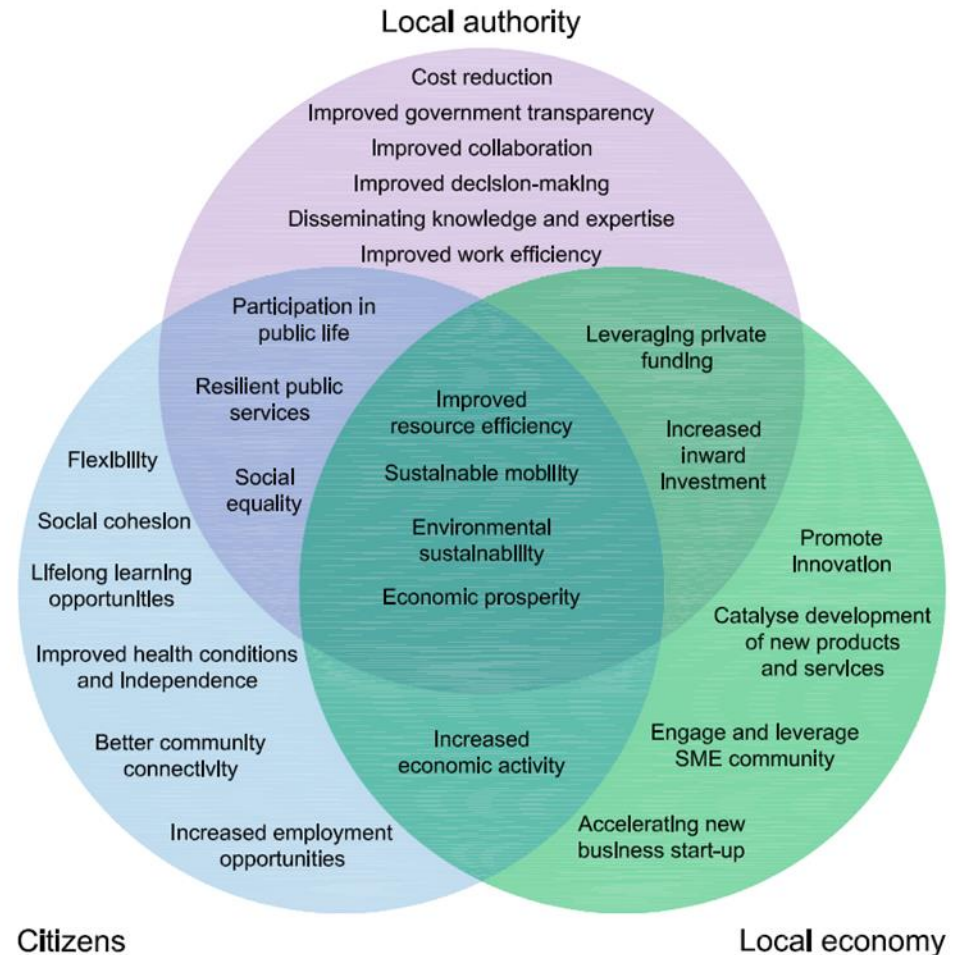 Local authority
Cost reduction
Improved government transparency
Improved collaboration
Improved decision-making
Disseminating knowledge and expertise
Improved work efficiency
Participation in
public life
Resilient public
services
Social
equality
Leveraging private
funding
Increased
inward
investment
Improved
resource efficiency
Sustainable mobility
Environmental
sustainability
Economic prosperity
Increased
economic activity
Flexibility
Social cohesion
Lifelong learning
opportunities
Improved health conditions
and independence
Better community
connectivity
Increased employment
opportunities
Promote
innovation
Catalyse development
of new products
and services
Engage and leverage
SME community
Accelerating new
business start-up
Citizens
Local economy